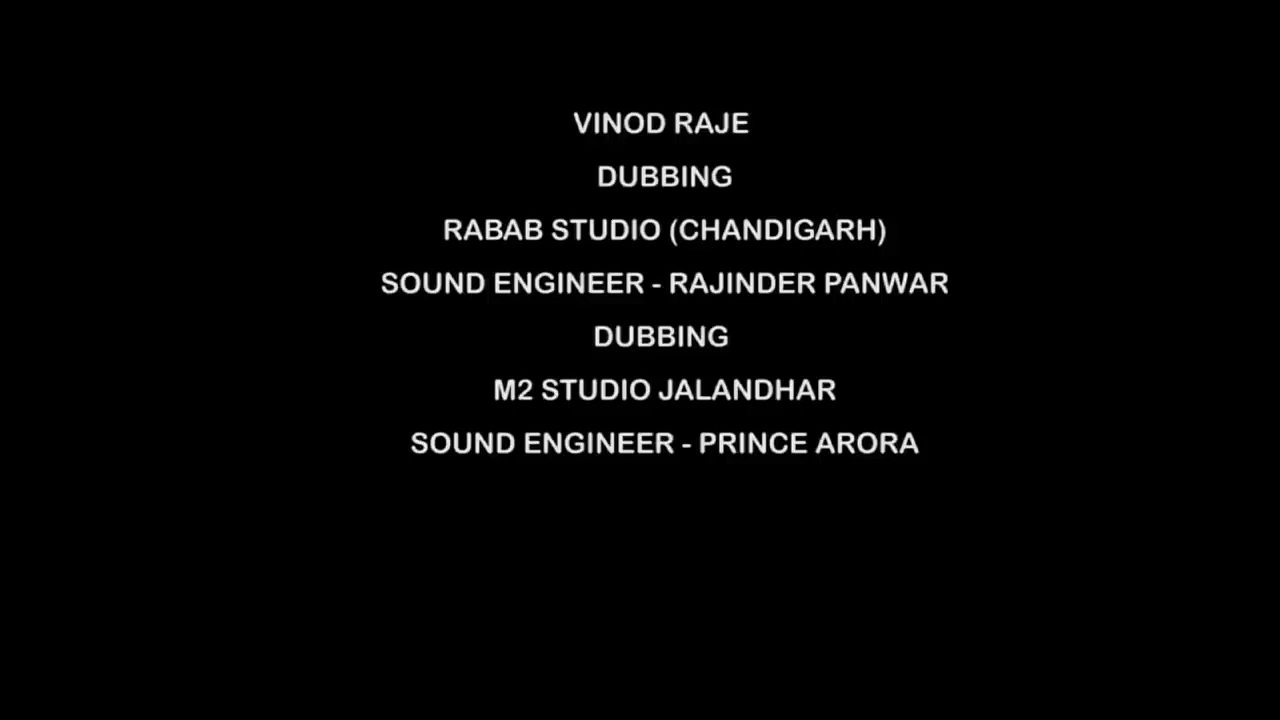 VINOD RAJE
DUBBING
RABAB STUDIO (CHANDIGARH)
SOUND ENGINEER - RAJINDER PANWAR
DUBBING
M2 STUDIO JALANDHAR
SOUND ENGINEER - PRINCE ARORA